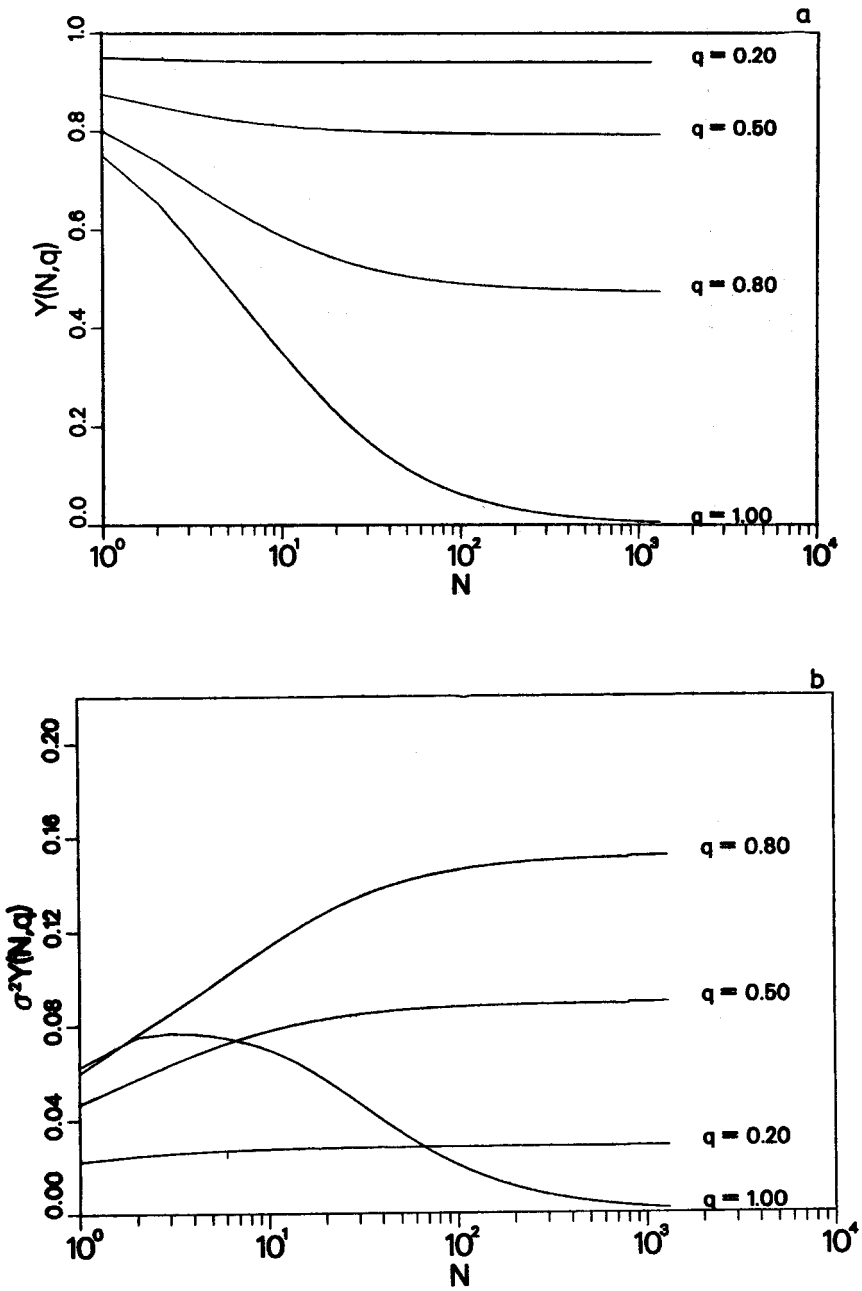 a
1.0
0.8
0.6
0.4
0.2
0.0
Y(N,q)
q = 0.20
q = 0.50
q = 0.80
q = 1.00
10⁰ 10¹ 10² 10³ 10⁴
N
b
0.20
0.16
0.12
0.08
0.04
0.00
σ²Y(N,q)
q = 0.80
q = 0.50
q = 0.20
q = 1.00
10⁰ 10¹ 10² 10³ 10⁴
N